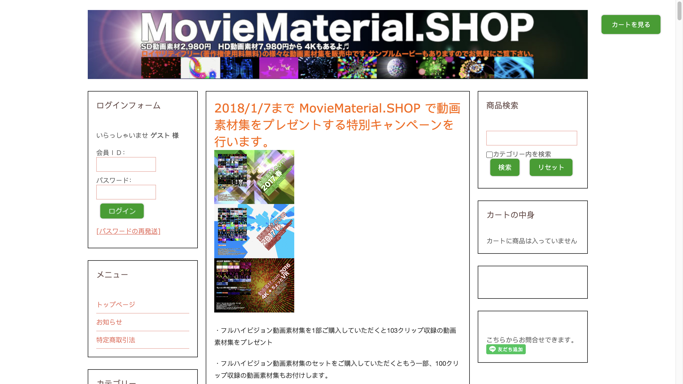 MovieMaterial.SHOP
SD動画素材2,980円 HD動画素材7,980円から 4Kもあるよ♪
カートを見る
ログインフォーム
いらっしゃいませ ゲスト 様
会員ＩＤ:
パスワード:
ログイン
[パスワードの再発送]
メニュー
トップページ
お知らせ
特定商取引法
カテゴリー
2018/1/7まで MovieMaterial.SHOP で動画
素材集をプレゼントする特別キャンペーンを
行います。
・フルハイビジョン動画素材集を1部ご購入していただくと103クリップ収録の動画
素材集をプレゼント
・フルハイビジョン動画素材集のセットをご購入していただくともう一部、100クリ
ップ収録の動画素材集もお付けします。
商品検索
カテゴリー内を検索
検索
リセット
カートの中身
カートに商品は入っていません
こちらからお問合せできます。
友だち追加